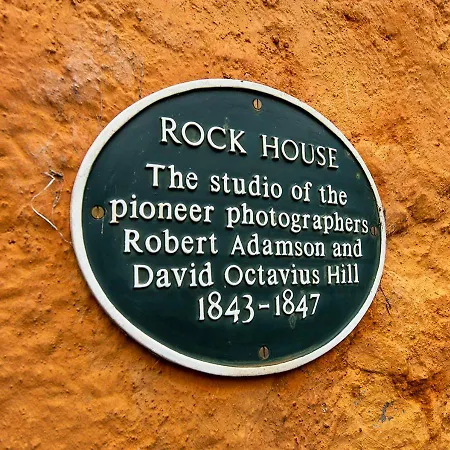 ROCK HOUSE
The studio of the
pioneer photographers
Robert Adamson and
David Octavius Hill
1843-1847